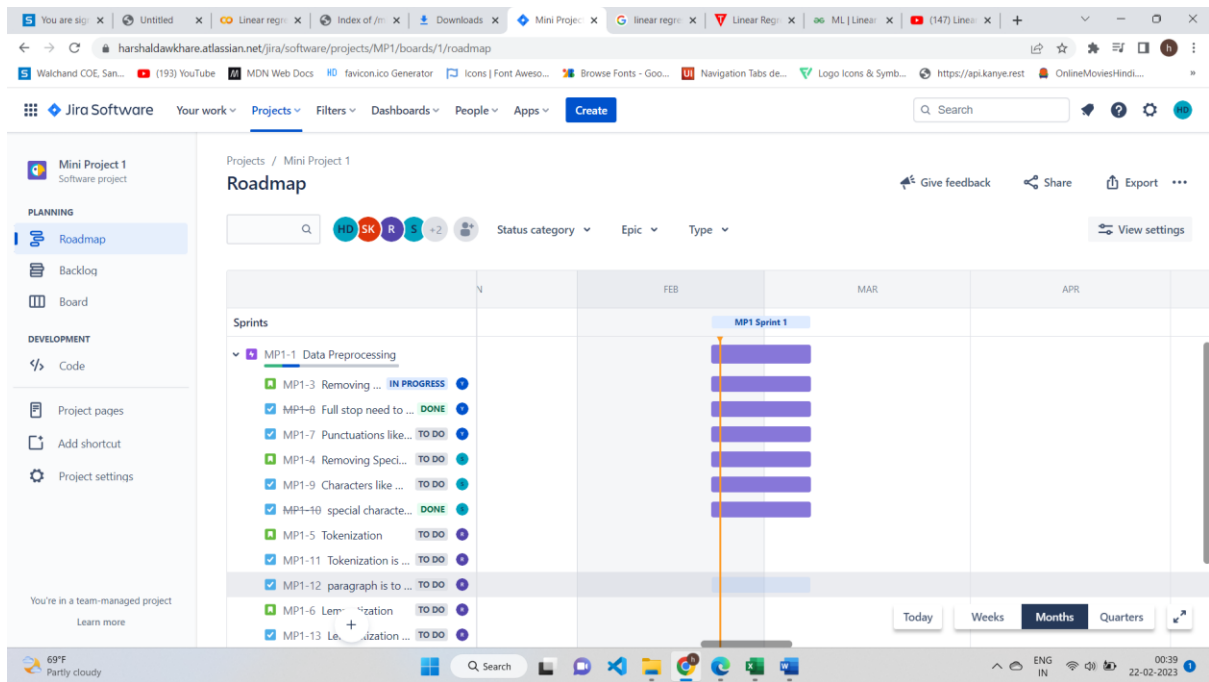 You are sigr
Untitled
Linear regre
Index of /m
Downloads
Mini Projec
linear regre
Linear Regr
ML | Linear
(147) Linea
harshaldawkhare.atlassian.net/jira/software/projects/MP1/boards/1/roadmap
h
Walchand COE, San... (193) YouTube MDN Web Docs favicon.ico Generator Icons | Font Aweso... Browse Fonts - Goo... Navigation Tabs de... Logo Icons & Symb... https://api.kanye.rest OnlineMoviesHindi.... »
Jira Software Your work Projects Filters Dashboards People Apps Create Search HD
Mini Project 1
Software project
PLANNING
Roadmap
Backlog
Board
DEVELOPMENT
Code
Project pages
Add shortcut
Project settings
You're in a team-managed project
Learn more
Projects / Mini Project 1
Roadmap
Give feedback Share Export
HD SK R S +2 Status category Epic Type View settings
N FEB MAR APR
Sprints MP1 Sprint 1
MP1-1 Data Preprocessing
MP1-3 Removing ... IN PROGRESS
MP1-8 Full stop need to ... DONE
MP1-7 Punctuations like... TO DO
MP1-4 Removing Speci... TO DO
MP1-9 Characters like ... TO DO
MP1-10 special characte... DONE
MP1-5 Tokenization TO DO R
MP1-11 Tokenization is ... TO DO R
MP1-12 paragraph is to ... TO DO R
MP1-6 Lem ization TO DO R
MP1-13 Le ization ... TO DO R
Today Weeks Months Quarters
69°F
Partly cloudy
Search
ENG
IN
00:39
22-02-2023
1